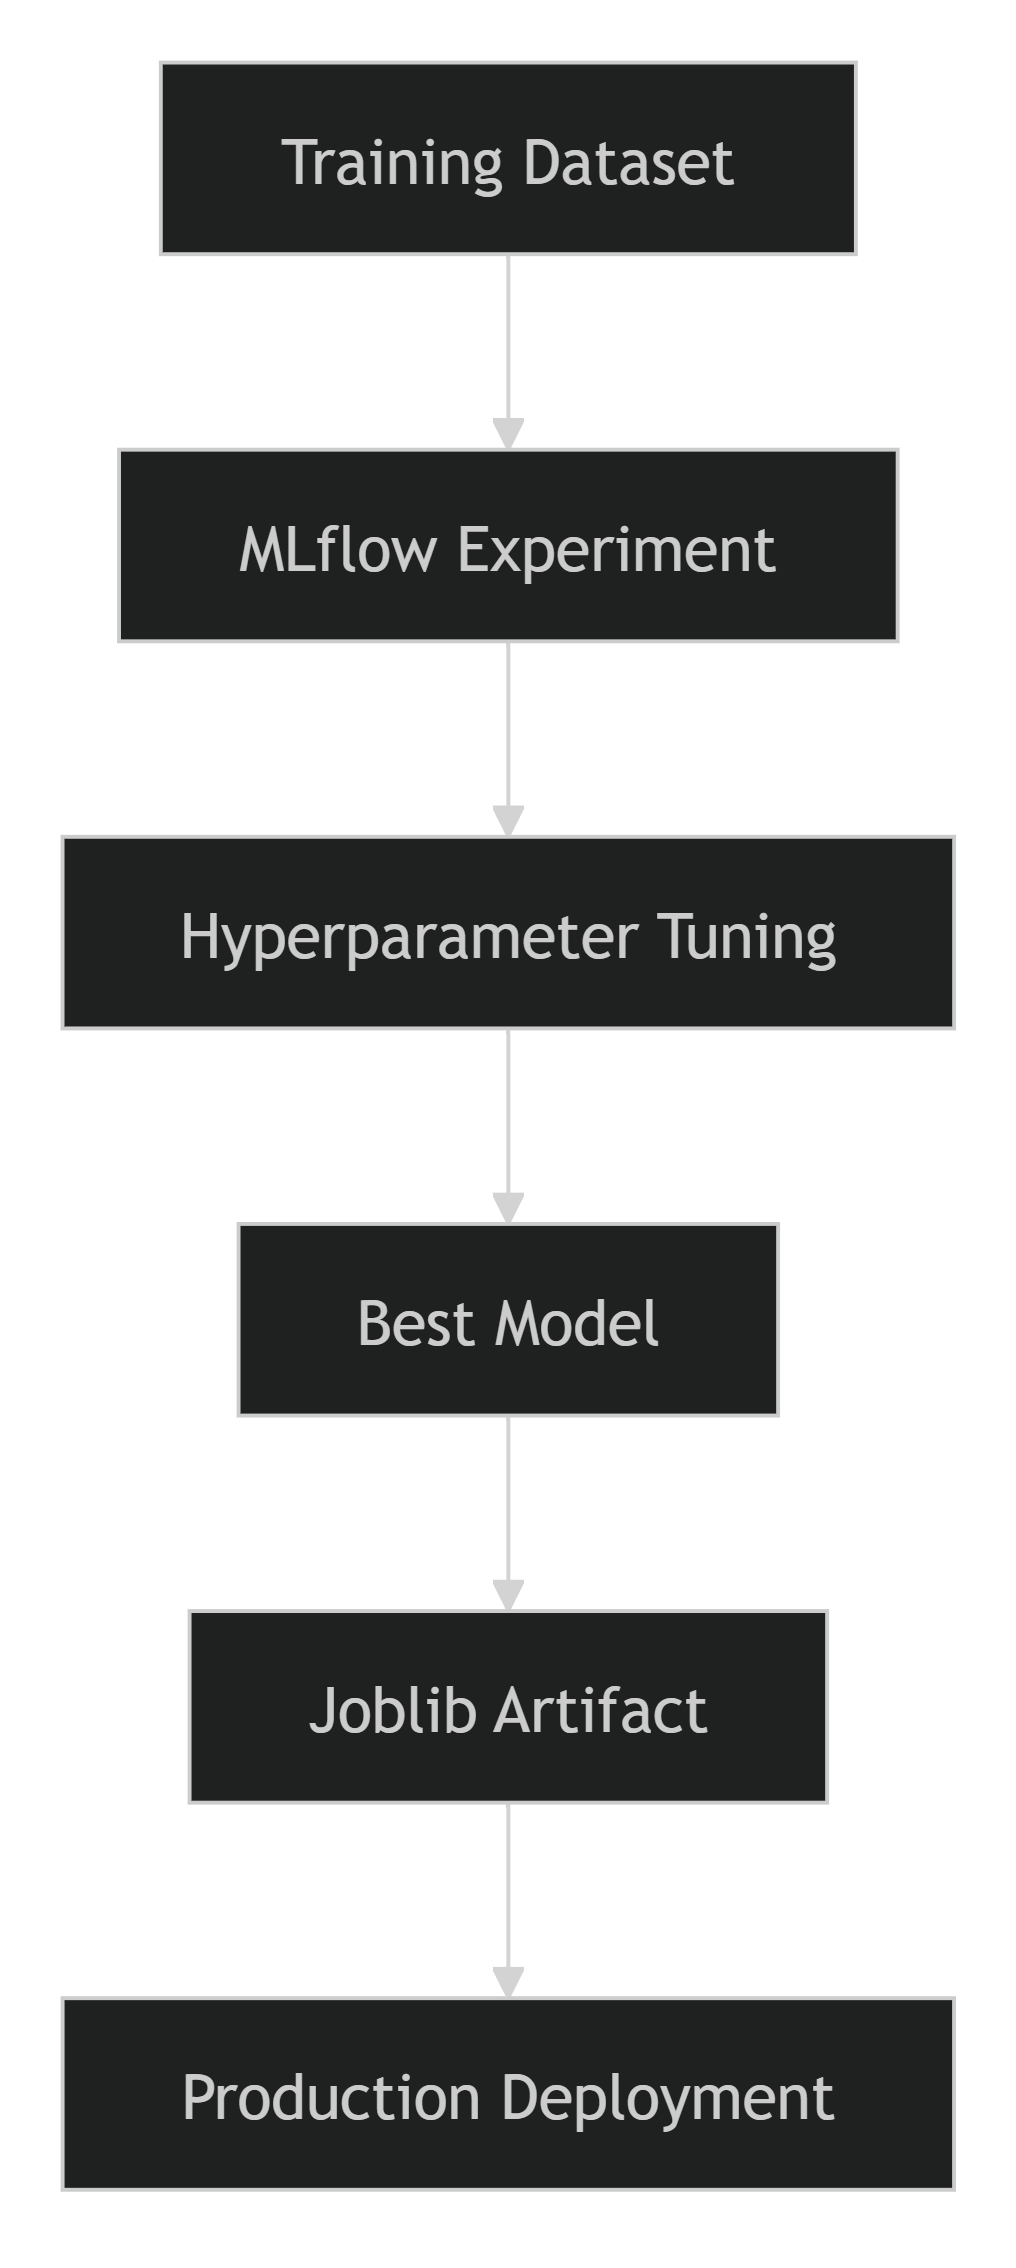 Training Dataset
MLflow Experiment
Hyperparameter Tuning
Best Model
Joblib Artifact
Production Deployment